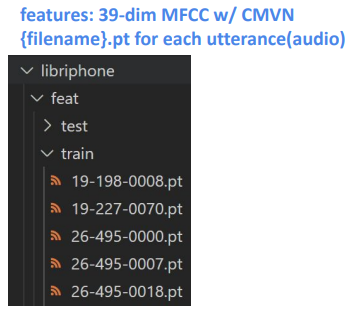 features: 39-dim MFCC w/ CMVN
{filename}.pt for each utterance(audio)
libriphone
feat
test
train
19-198-0008.pt
19-227-0070.pt
26-495-0000.pt
26-495-0007.pt
26-495-0018.pt